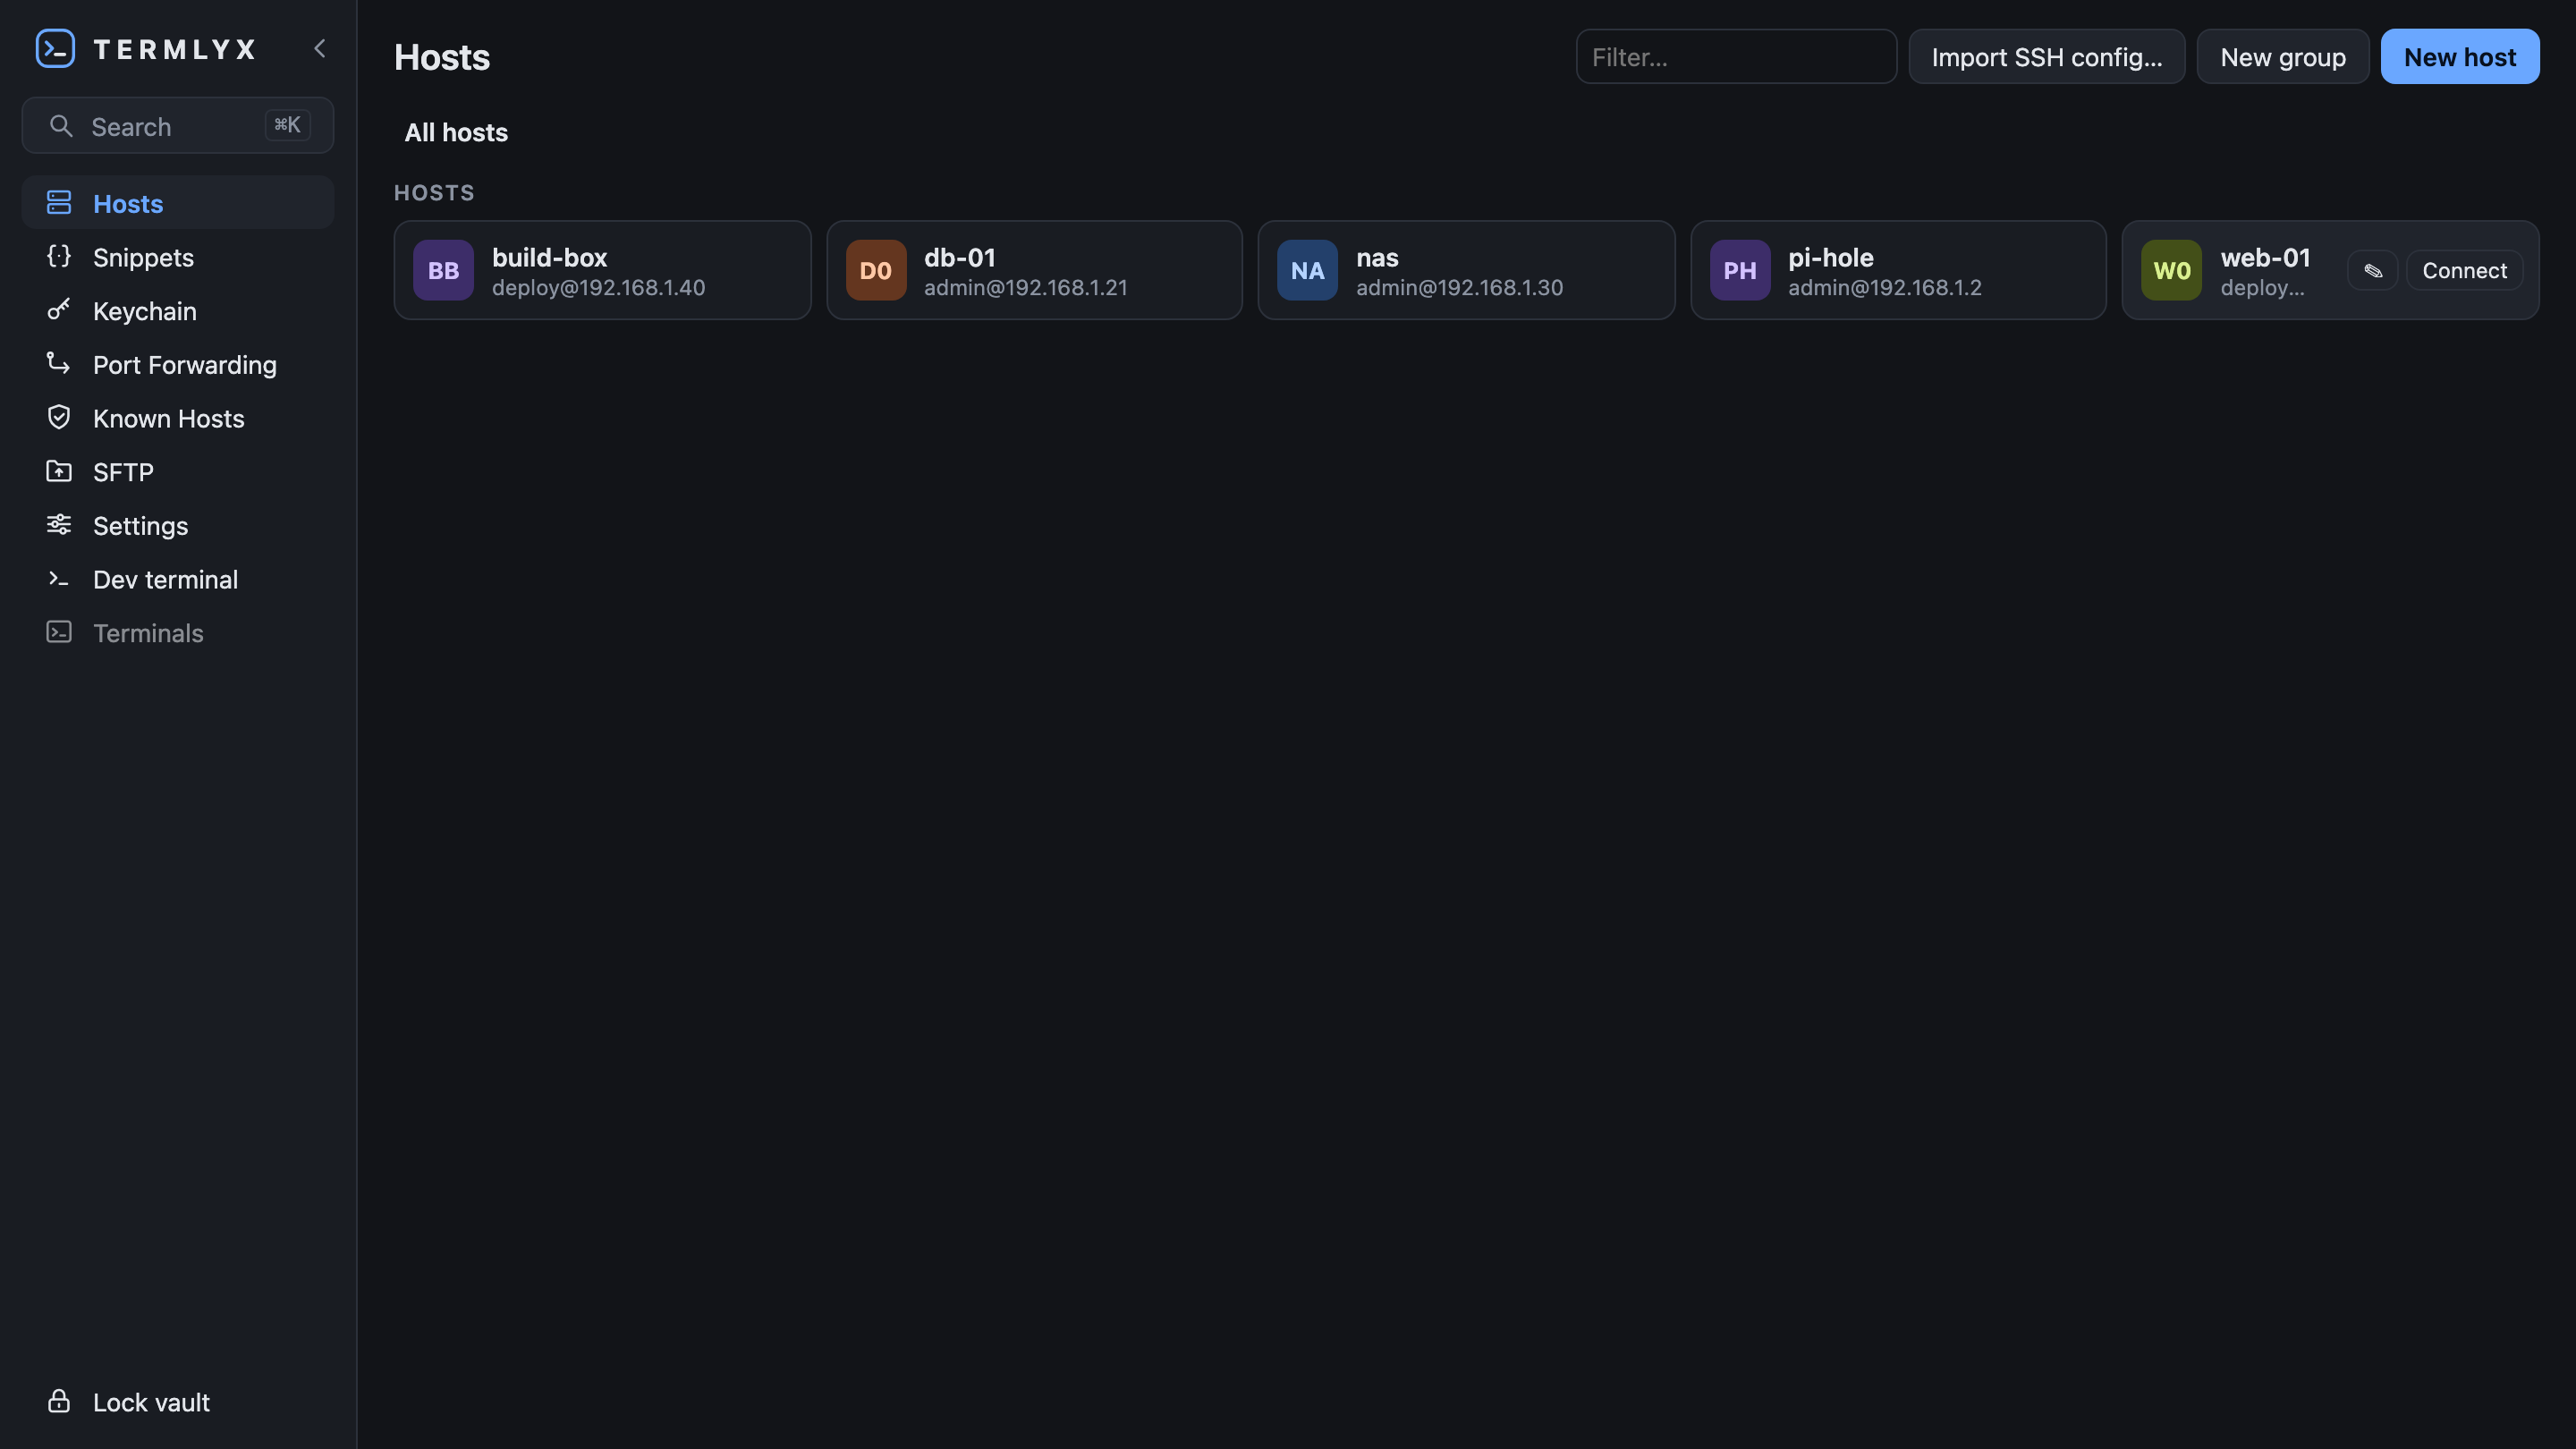 TERMLYX
Search ⌘K
Hosts
Snippets
Keychain
Port Forwarding
Known Hosts
SFTP
Settings
Dev terminal
Terminals
Lock vault
Hosts
Filter...
Import SSH config...
New group
New host
All hosts
HOSTS
BB
build-box
deploy@192.168.1.40
D0
db-01
admin@192.168.1.21
NA
nas
admin@192.168.1.30
PH
pi-hole
admin@192.168.1.2
W0
web-01
deploy...
Connect